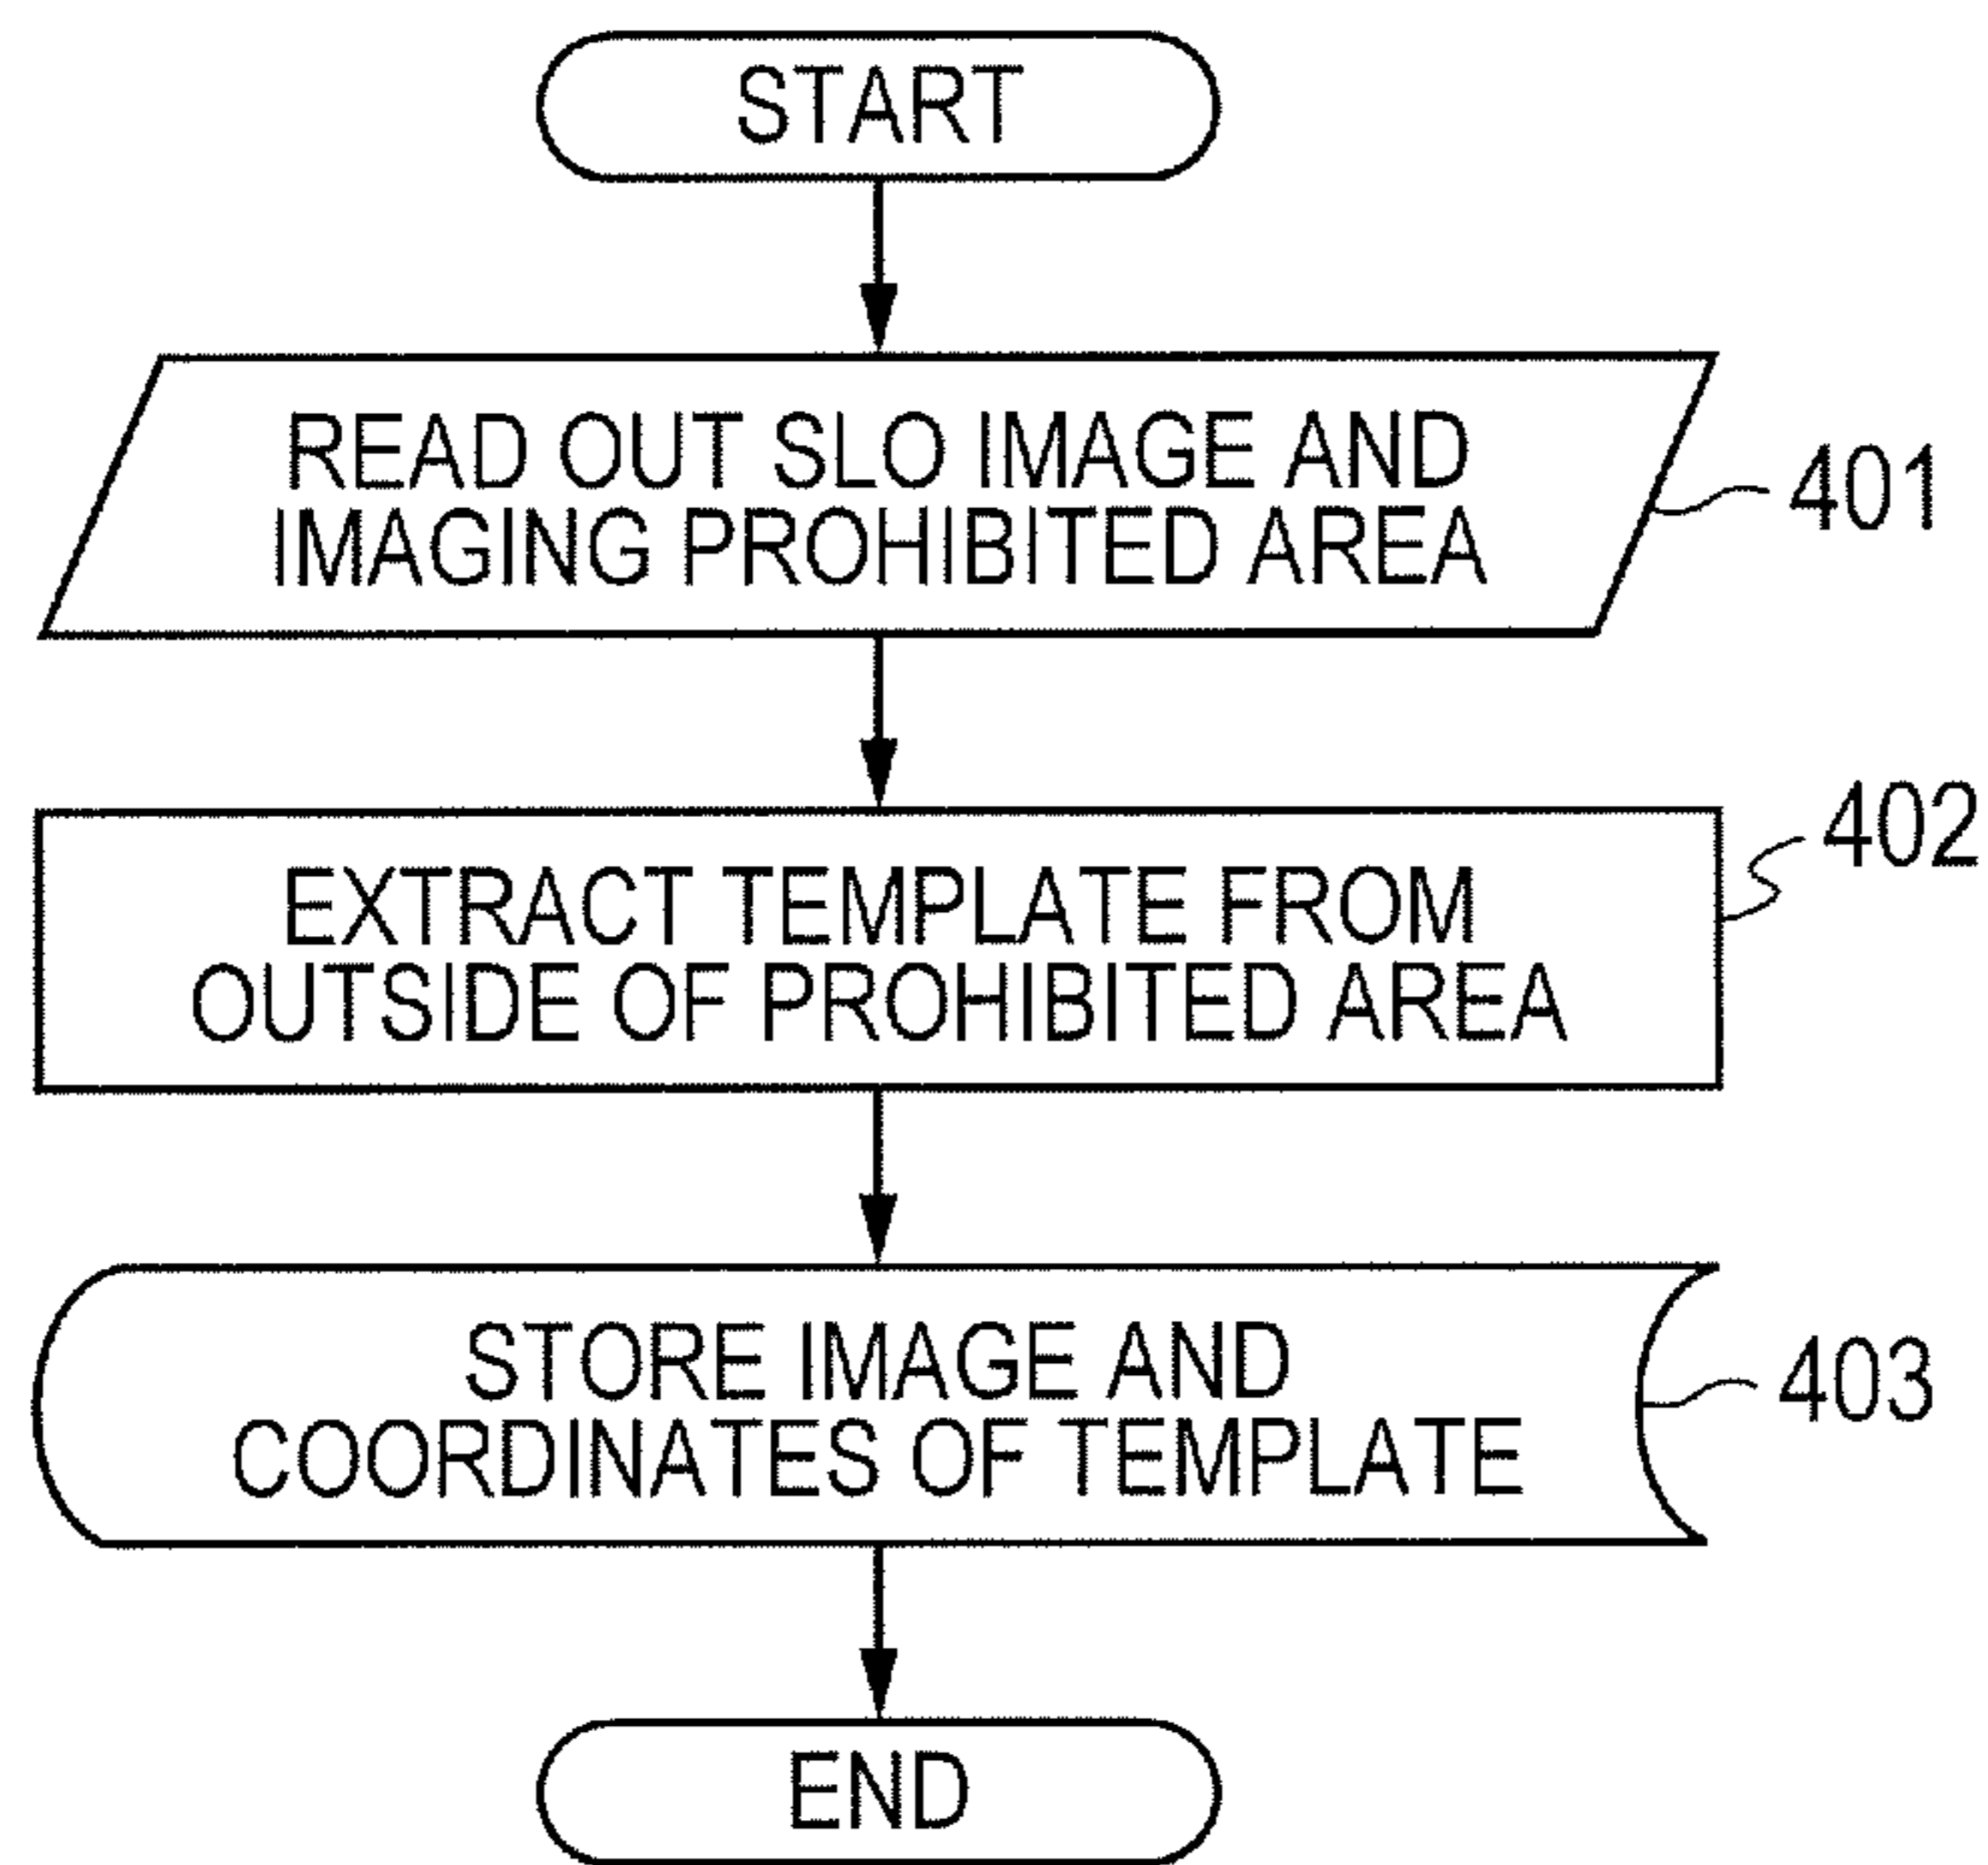 START
READ OUT SLO IMAGE AND
IMAGING PROHIBITED AREA
401
EXTRACT TEMPLATE FROM
OUTSIDE OF PROHIBITED AREA
402
STORE IMAGE AND
COORDINATES OF TEMPLATE
403
END